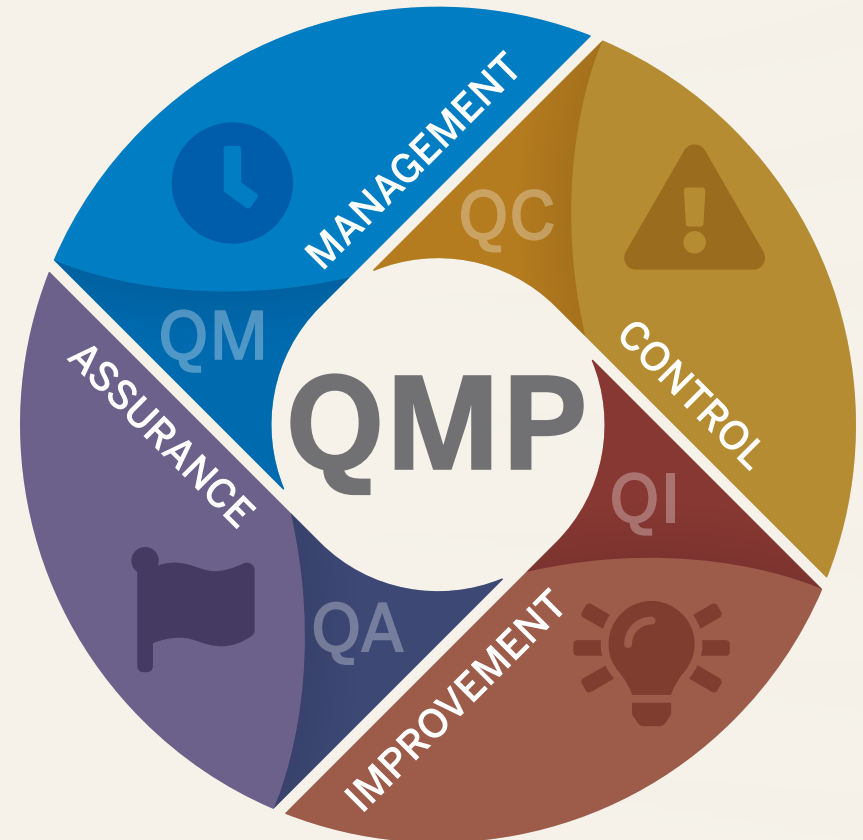 MANAGEMENT
QM
QC
CONTROL
QMP
ASSURANCE
QA
QI
IMPROVEMENT